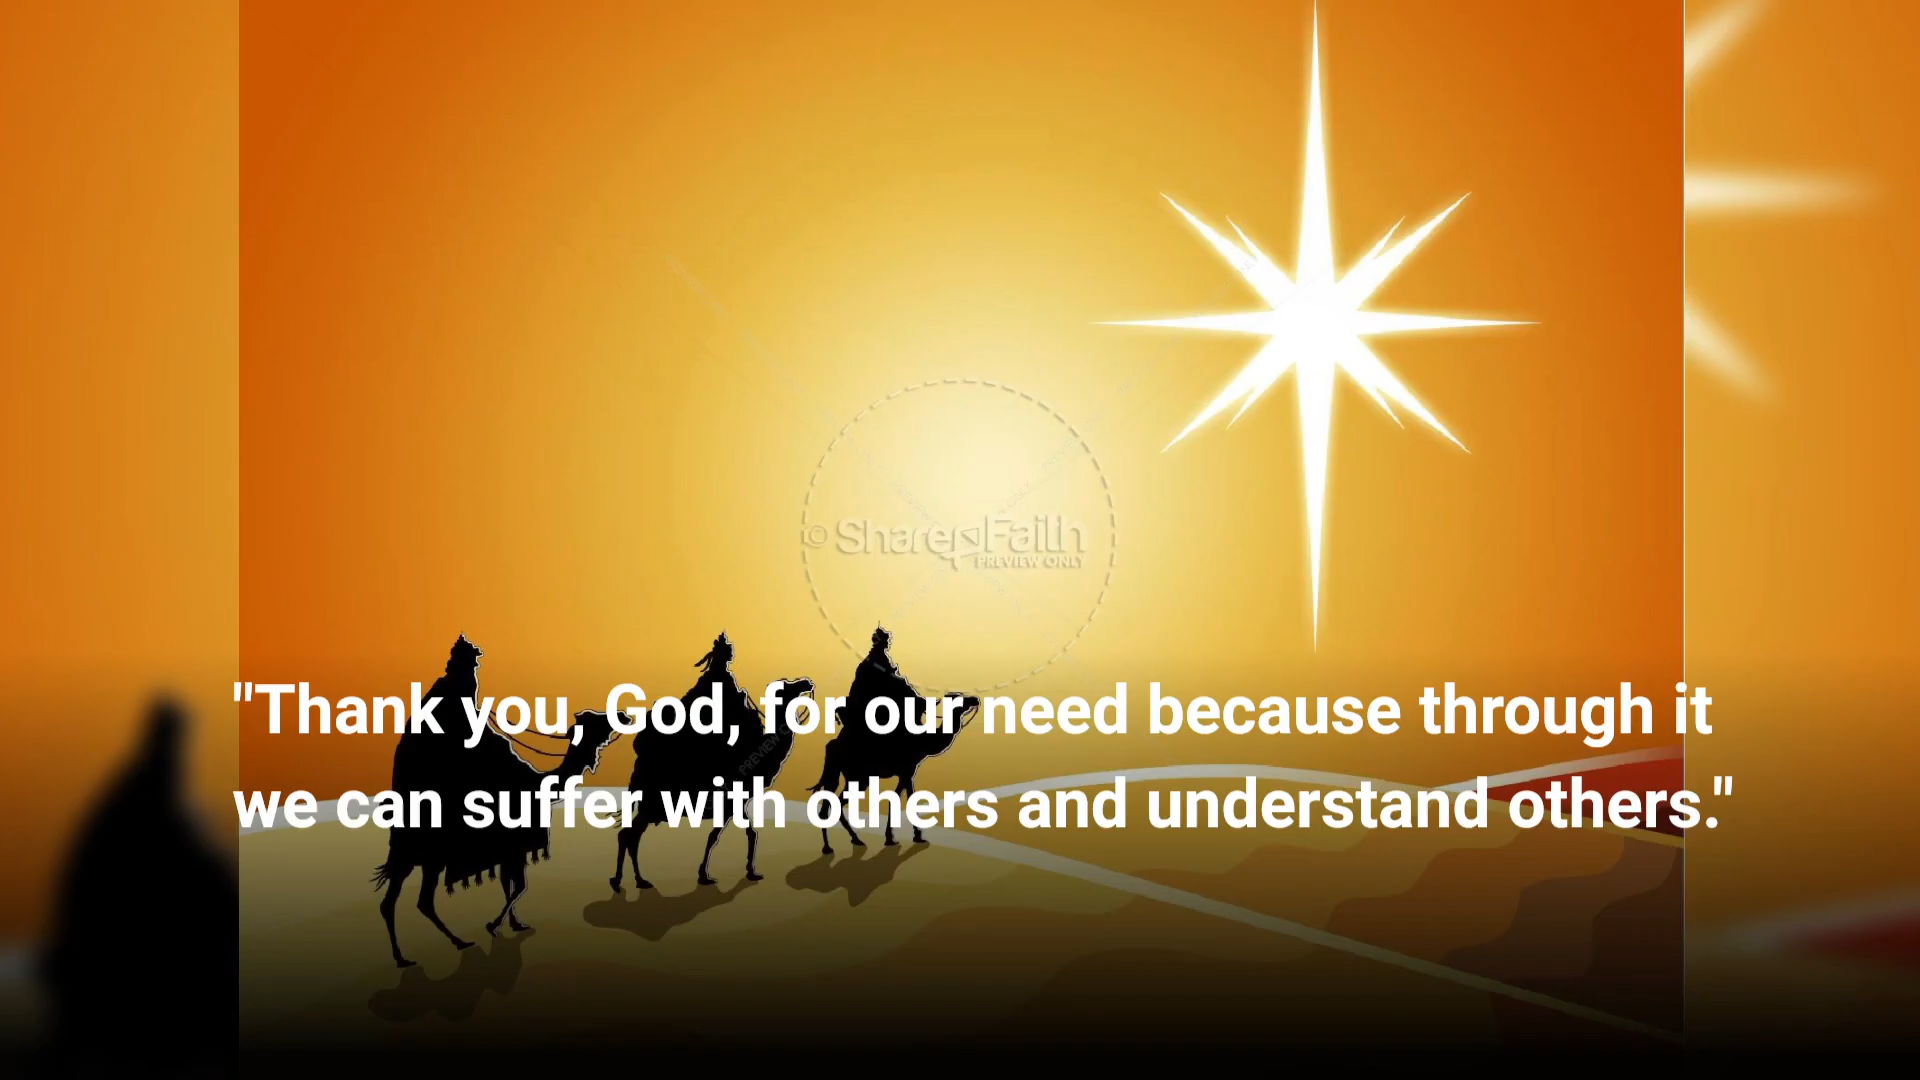 © ShareFaith
PREVIEW ONLY
"Thank you, God, for our need because through it
we can suffer with others and understand others."